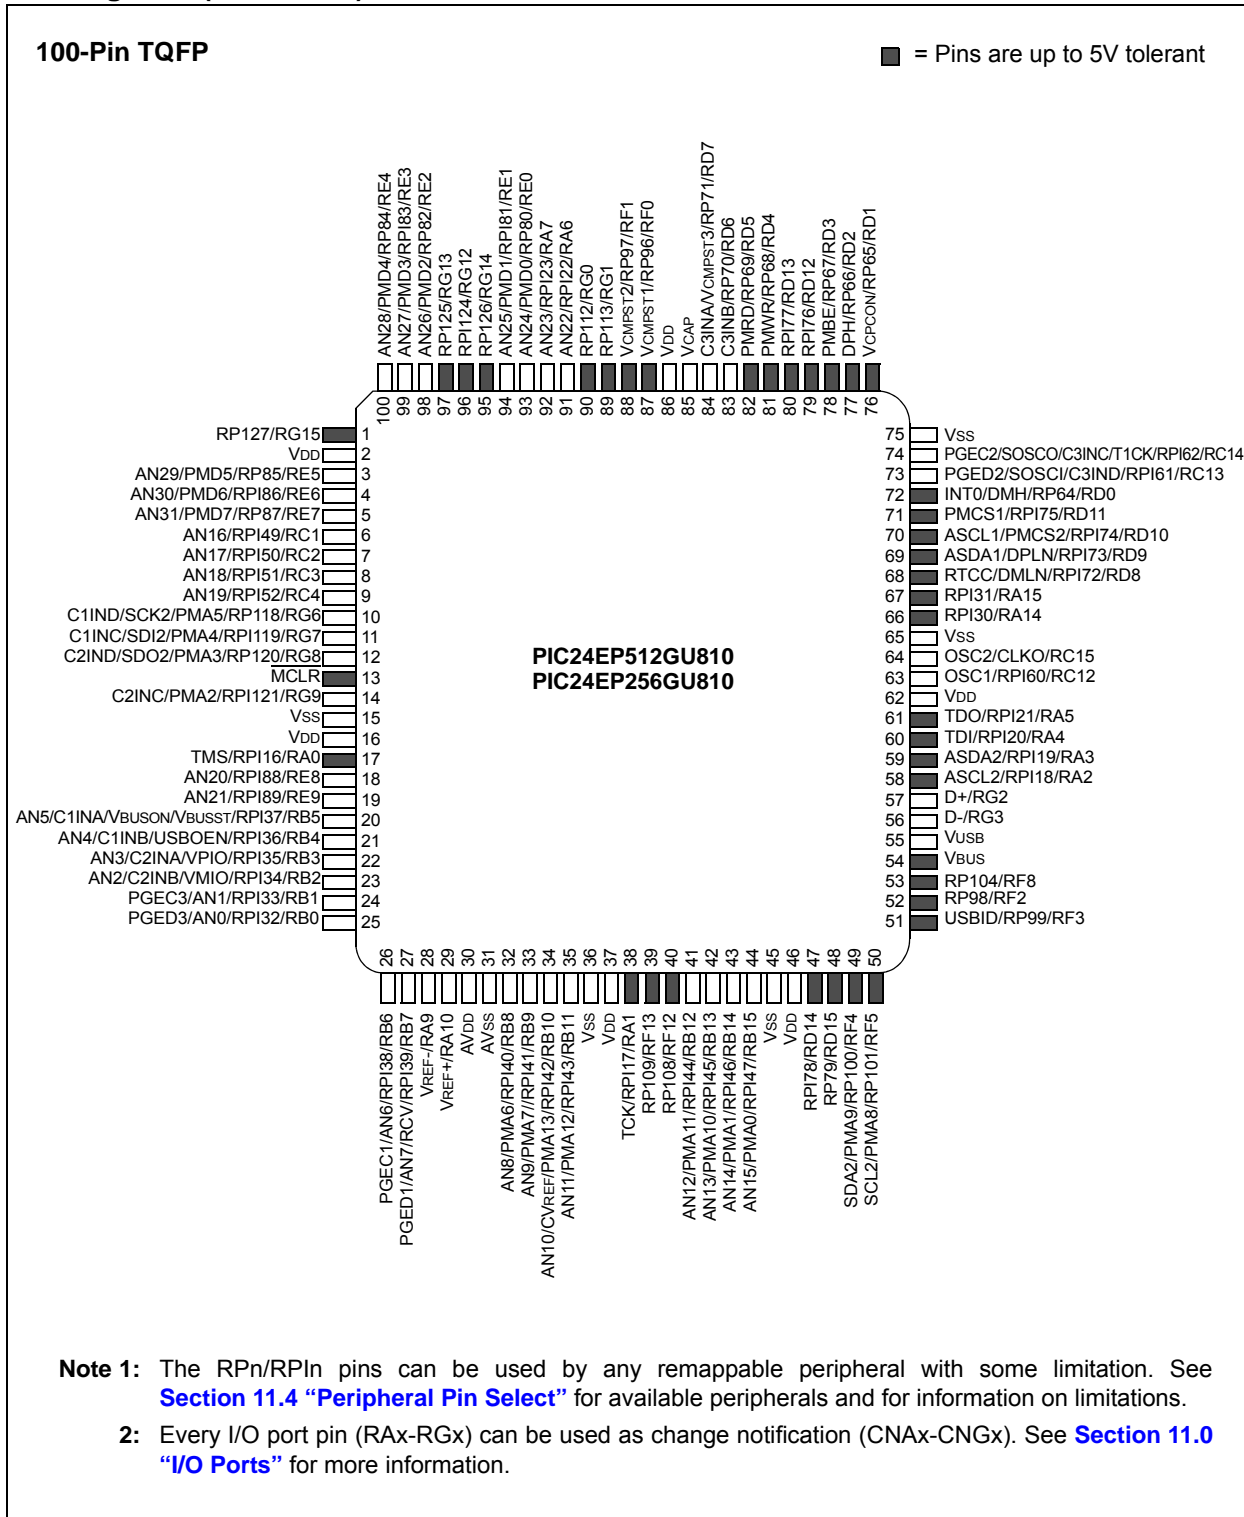 100-Pin TQFP
= Pins are up to 5V tolerant
AN28/PMD4/RP84/RE4
AN27/PMD3/RPI83/RE3
AN26/PMD2/RP82/RE2
RP125/RG13
RPI124/RG12
RP126/RG14
AN25/PMD1/RPI81/RE1
AN24/PMD0/RP80/RE0
AN23/RPI23/RA7
AN22/RPI22/RA6
RP112/RG0
RP113/RG1
VCMPST2/RP97/RF1
VCMPST1/RP96/RF0
VDD
VCAP
C3INA/VCMPST3/RP71/RD7
C3INB/RP70/RD6
PMRD/RP69/RD5
PMWR/RP68/RD4
RPI77/RD13
RPI76/RD12
PMBE/RP67/RD3
DPH/RP66/RD2
VCPCON/RP65/RD1
100 99 98 97 96 95 94 93 92 91 90 89 88 87 86 85 84 83 82 81 80 79 78 77 76
RP127/RG15 1
VDD 2
AN29/PMD5/RP85/RE5 3
AN30/PMD6/RPI86/RE6 4
AN31/PMD7/RP87/RE7 5
AN16/RPI49/RC1 6
AN17/RPI50/RC2 7
AN18/RPI51/RC3 8
AN19/RPI52/RC4 9
C1IND/SCK2/PMA5/RP118/RG6 10
C1INC/SDI2/PMA4/RPI119/RG7 11
C2IND/SDO2/PMA3/RP120/RG8 12
MCLR 13
C2INC/PMA2/RPI121/RG9 14
VSS 15
VDD 16
TMS/RPI16/RA0 17
AN20/RPI88/RE8 18
AN21/RPI89/RE9 19
AN5/C1INA/VBUSON/VBUSST/RPI37/RB5 20
AN4/C1INB/USBOEN/RPI36/RB4 21
AN3/C2INA/VPIO/RPI35/RB3 22
AN2/C2INB/VMIO/RPI34/RB2 23
PGEC3/AN1/RPI33/RB1 24
PGED3/AN0/RPI32/RB0 25
PIC24EP512GU810
PIC24EP256GU810
75 VSS
74 PGEC2/SOSCO/C3INC/T1CK/RPI62/RC14
73 PGED2/SOSCI/C3IND/RPI61/RC13
72 INT0/DMH/RP64/RD0
71 PMCS1/RPI75/RD11
70 ASCL1/PMCS2/RPI74/RD10
69 ASDA1/DPLN/RPI73/RD9
68 RTCC/DMLN/RPI72/RD8
67 RPI31/RA15
66 RPI30/RA14
65 VSS
64 OSC2/CLKO/RC15
63 OSC1/RPI60/RC12
62 VDD
61 TDO/RPI21/RA5
60 TDI/RPI20/RA4
59 ASDA2/RPI19/RA3
58 ASCL2/RPI18/RA2
57 D+/RG2
56 D-/RG3
55 VUSB
54 VBUS
53 RP104/RF8
52 RP98/RF2
51 USBID/RP99/RF3
26 27 28 29 30 31 32 33 34 35 36 37 38 39 40 41 42 43 44 45 46 47 48 49 50
PGEC1/AN6/RPI38/RB6
PGED1/AN7/RCV/RPI39/RB7
VREF-/RA9
VREF+/RA10
AVDD
AVSS
AN8/PMA6/RPI40/RB8
AN9/PMA7//RPI41/RB9
AN10/CVREF/PMA13/RPI42/RB10
AN11/PMA12/RPI43/RB11
VSS
VDD
TCK/RPI17/RA1
RP109/RF13
RP108/RF12
AN12/PMA11/RPI44/RB12
AN13/PMA10/RPI45/RB13
AN14/PMA1/RPI46/RB14
AN15/PMA0/RPI47/RB15
VSS
VDD
RPI78/RD14
RP79/RD15
SDA2/PMA9/RP100/RF4
SCL2/PMA8/RP101/RF5
Note 1: The RPn/RPIn pins can be used by any remappable peripheral with some limitation. See
Section 11.4 “Peripheral Pin Select” for available peripherals and for information on limitations.
2: Every I/O port pin (RAx-RGx) can be used as change notification (CNAx-CNGx). See Section 11.0
“I/O Ports” for more information.